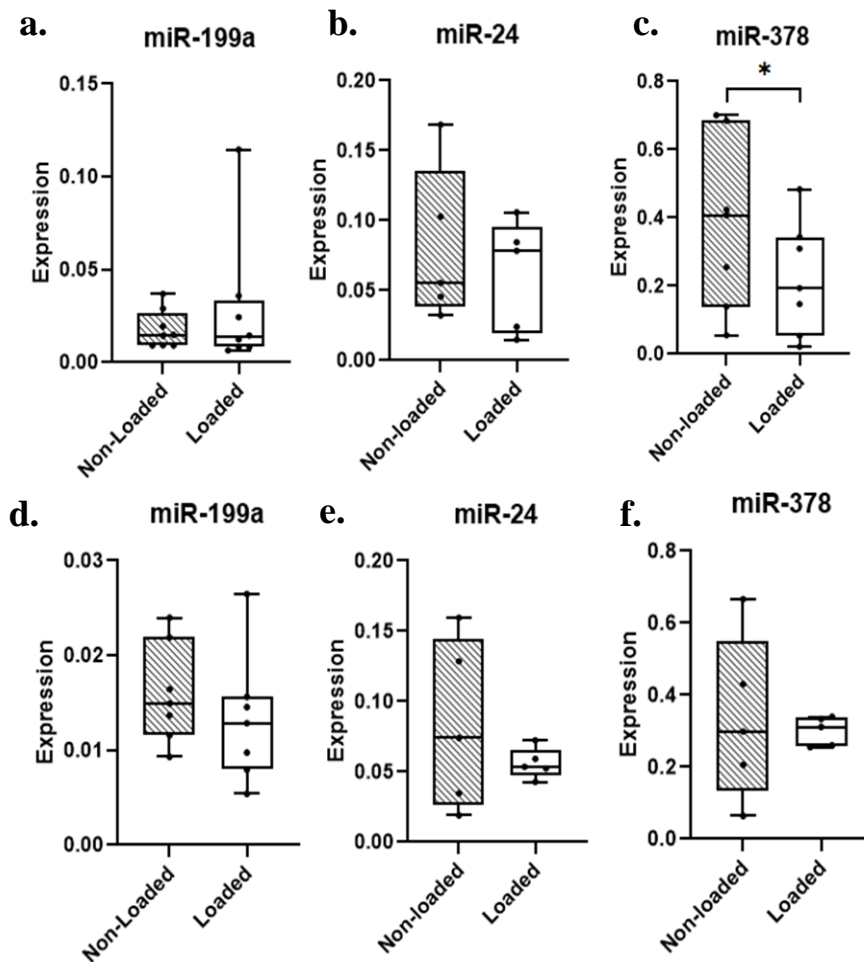 a.
miR-199a
Expression
0.15
0.10
0.05
0.00
Non-Loaded
Loaded
b.
miR-24
Expression
0.20
0.15
0.10
0.05
0.00
Non-loaded
Loaded
c.
miR-378
*
Expression
0.8
0.6
0.4
0.2
0.0
Non-loaded
Loaded
d.
miR-199a
Expression
0.03
0.02
0.01
0.00
Non-Loaded
Loaded
e.
miR-24
Expression
0.20
0.15
0.10
0.05
0.00
Non-loaded
Loaded
f.
miR-378
Expression
0.8
0.6
0.4
0.2
0.0
Non-loaded
Loaded